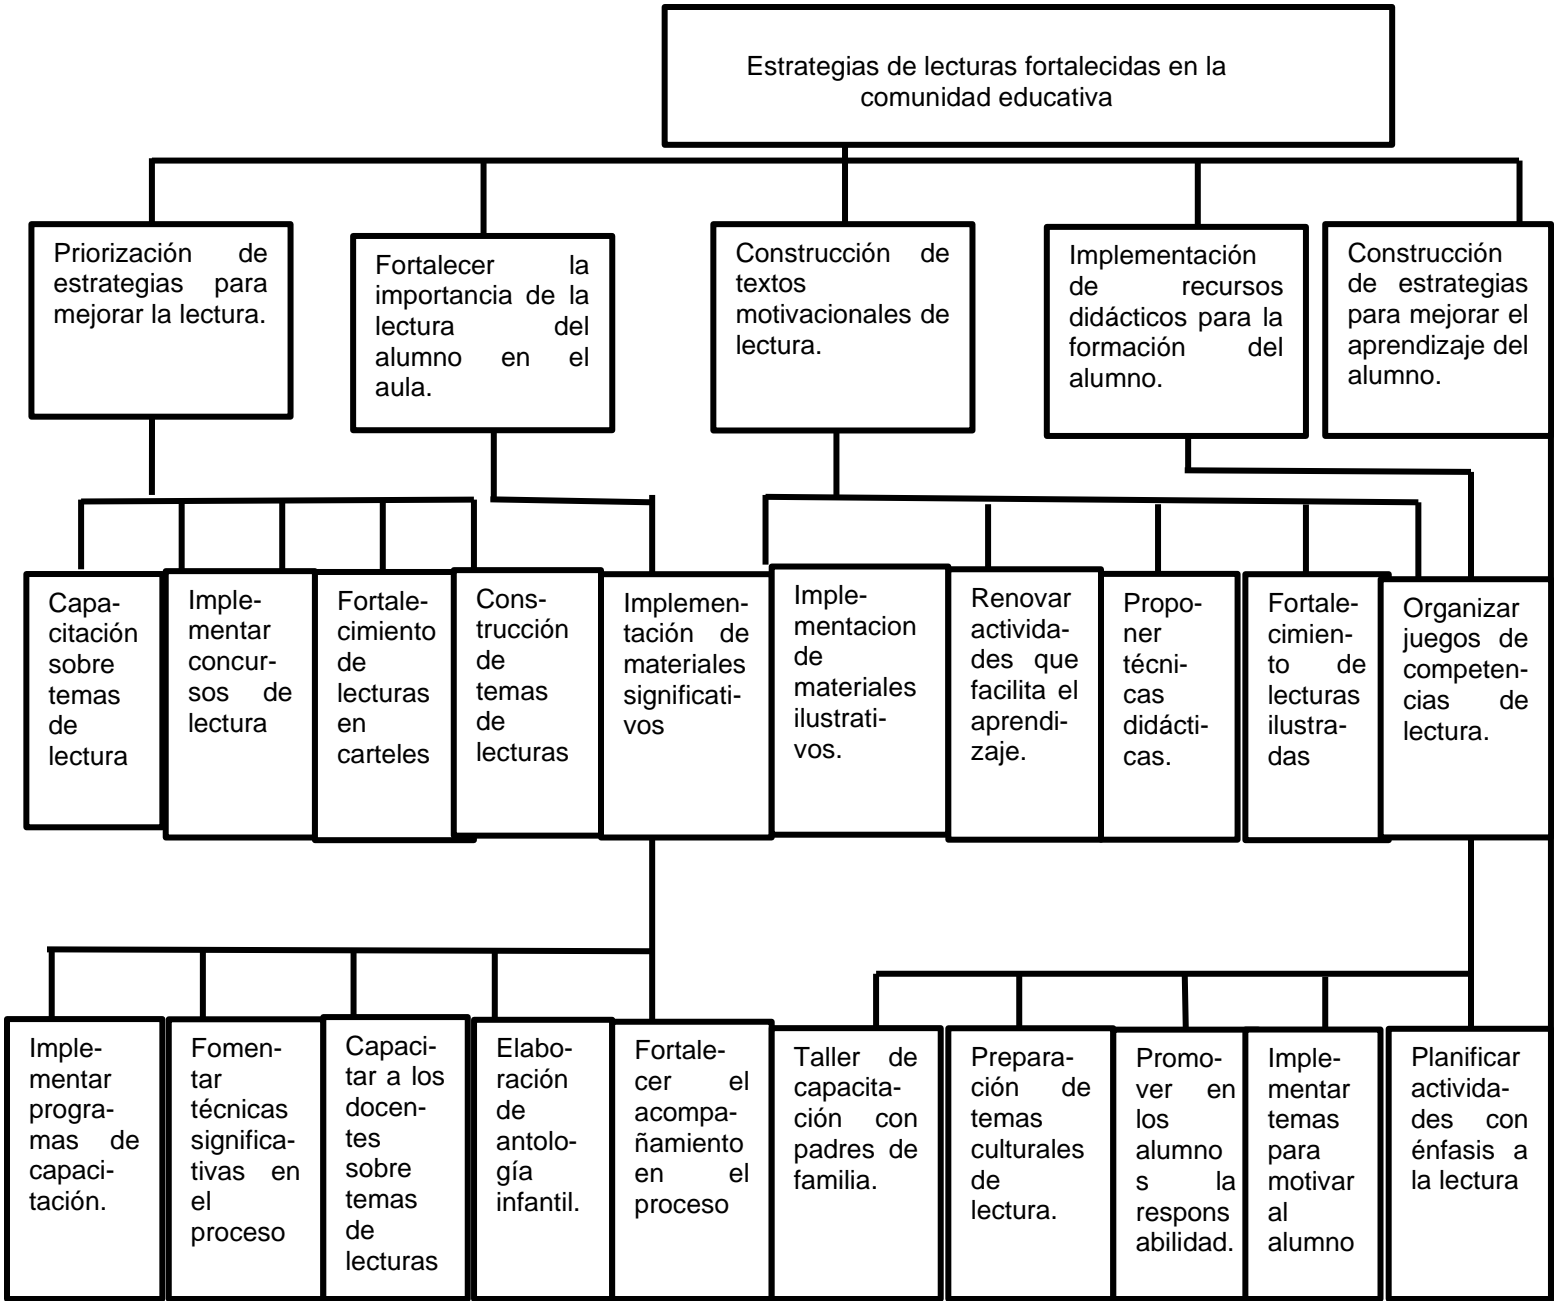 Estrategias de lecturas fortalecidas en la
comunidad educativa
Priorización de
estrategias para
mejorar la lectura.
Fortalecer la
importancia de la
lectura del
alumno en el
aula.
Construcción de
textos
motivacionales de
lectura.
Implementación
de recursos
didácticos para la
formación del
alumno.
Construcción
de estrategias
para mejorar el
aprendizaje del
alumno.
Capa-
citación
sobre
temas
de
lectura
Imple-
mentar
concur-
sos de
lectura
Fortale-
cimiento
de
lecturas
en
carteles
Cons-
trucción
de
temas
de
lecturas
Implemen-
tación de
materiales
significati-
vos
Imple-
mentacion
de
materiales
ilustrati-
vos.
Renovar
activida-
des que
facilita el
aprendi-
zaje.
Propo-
ner
técni-
cas
didácti-
cas.
Fortale-
cimien-
to de
lecturas
ilustra-
das
Organizar
juegos de
competen-
cias de
lectura.
Imple-
mentar
progra-
mas de
capaci-
tación.
Fomen-
tar
técnicas
significa-
tivas en
el
proceso
Capaci-
tar a los
docen-
tes
sobre
temas
de
lecturas
Elabo-
ración
de
antolo-
gía
infantil.
Fortale-
cer el
acompa-
ñamiento
en el
proceso
Taller de
capacita-
ción con
padres de
familia.
Prepara-
ción de
temas
culturales
de
lectura.
Promo-
ver en
los
alumno
s la
respons
abilidad.
Imple-
mentar
temas
para
motivar
al
alumno
Planificar
activida-
des con
énfasis a
la lectura